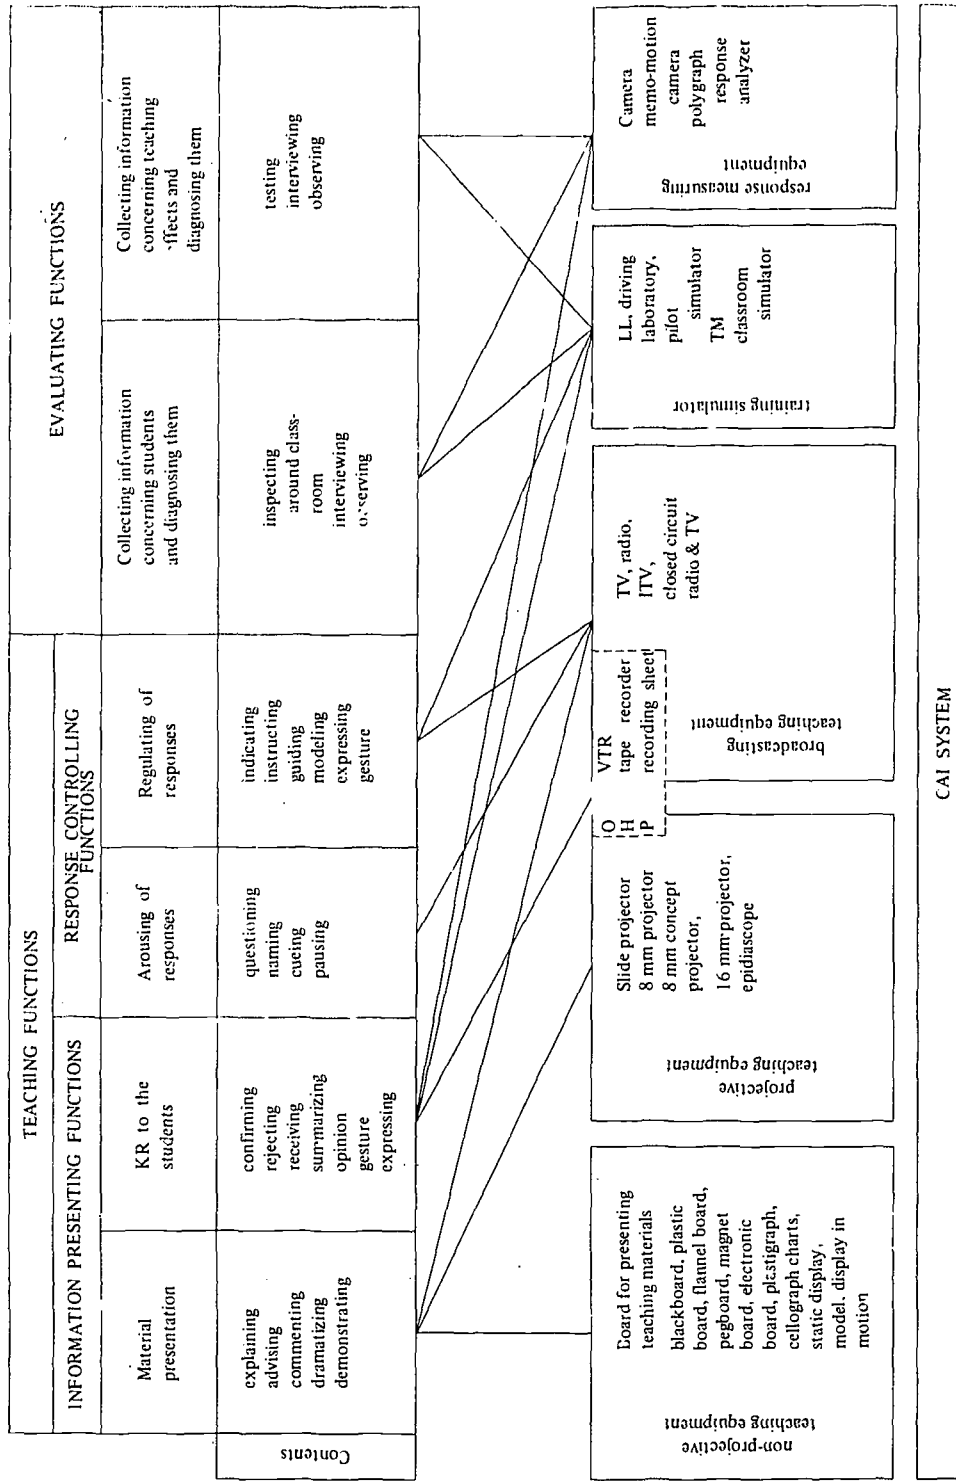 TEACHING FUNCTIONS
EVALUATING FUNCTIONS
INFORMATION PRESENTING FUNCTIONS
RESPONSE CONTROLLING
FUNCTIONS
Material
presentation
KR to the
students
Arousing of
responses
Regulating of
responses
Collecting information
concerning students
and diagnosing them
Collecting information
concerning teaching
effects and
diagnosing them
Contents
explaining
advising
commenting
dramatizing
demonstrating
confirming
rejecting
receiving
summarizing
opinion
gesture
expressing
questioning
naming
cueing
pausing
indicating
instructing
guiding
modeling
expressing
gesture
inspecting
around class-
room
interviewing
observing
testing
interviewing
observing
non-projective
teaching equipment
Board for presenting
teaching materials
blackboard, plastic
board, flannel board,
pegboard, magnet
board, electronic
board, plastigraph,
cellograph charts,
static display,
model, display in
motion
projective
teaching equipment
Slide projector
8 mm projector
8 mm concept
projector,
16 mm projector,
epidiascope
O
H
P
VTR
tape recorder
recording sheet
broadcasting
teaching equipment
TV, radio,
ITV,
closed circuit
radio & TV
training simulator
LL, driving
laboratory,
pilot
simulator
TM
classroom
simulator
response measuring
equipment
Camera
memo-motion
camera
polygraph
response
analyzer
CAI SYSTEM